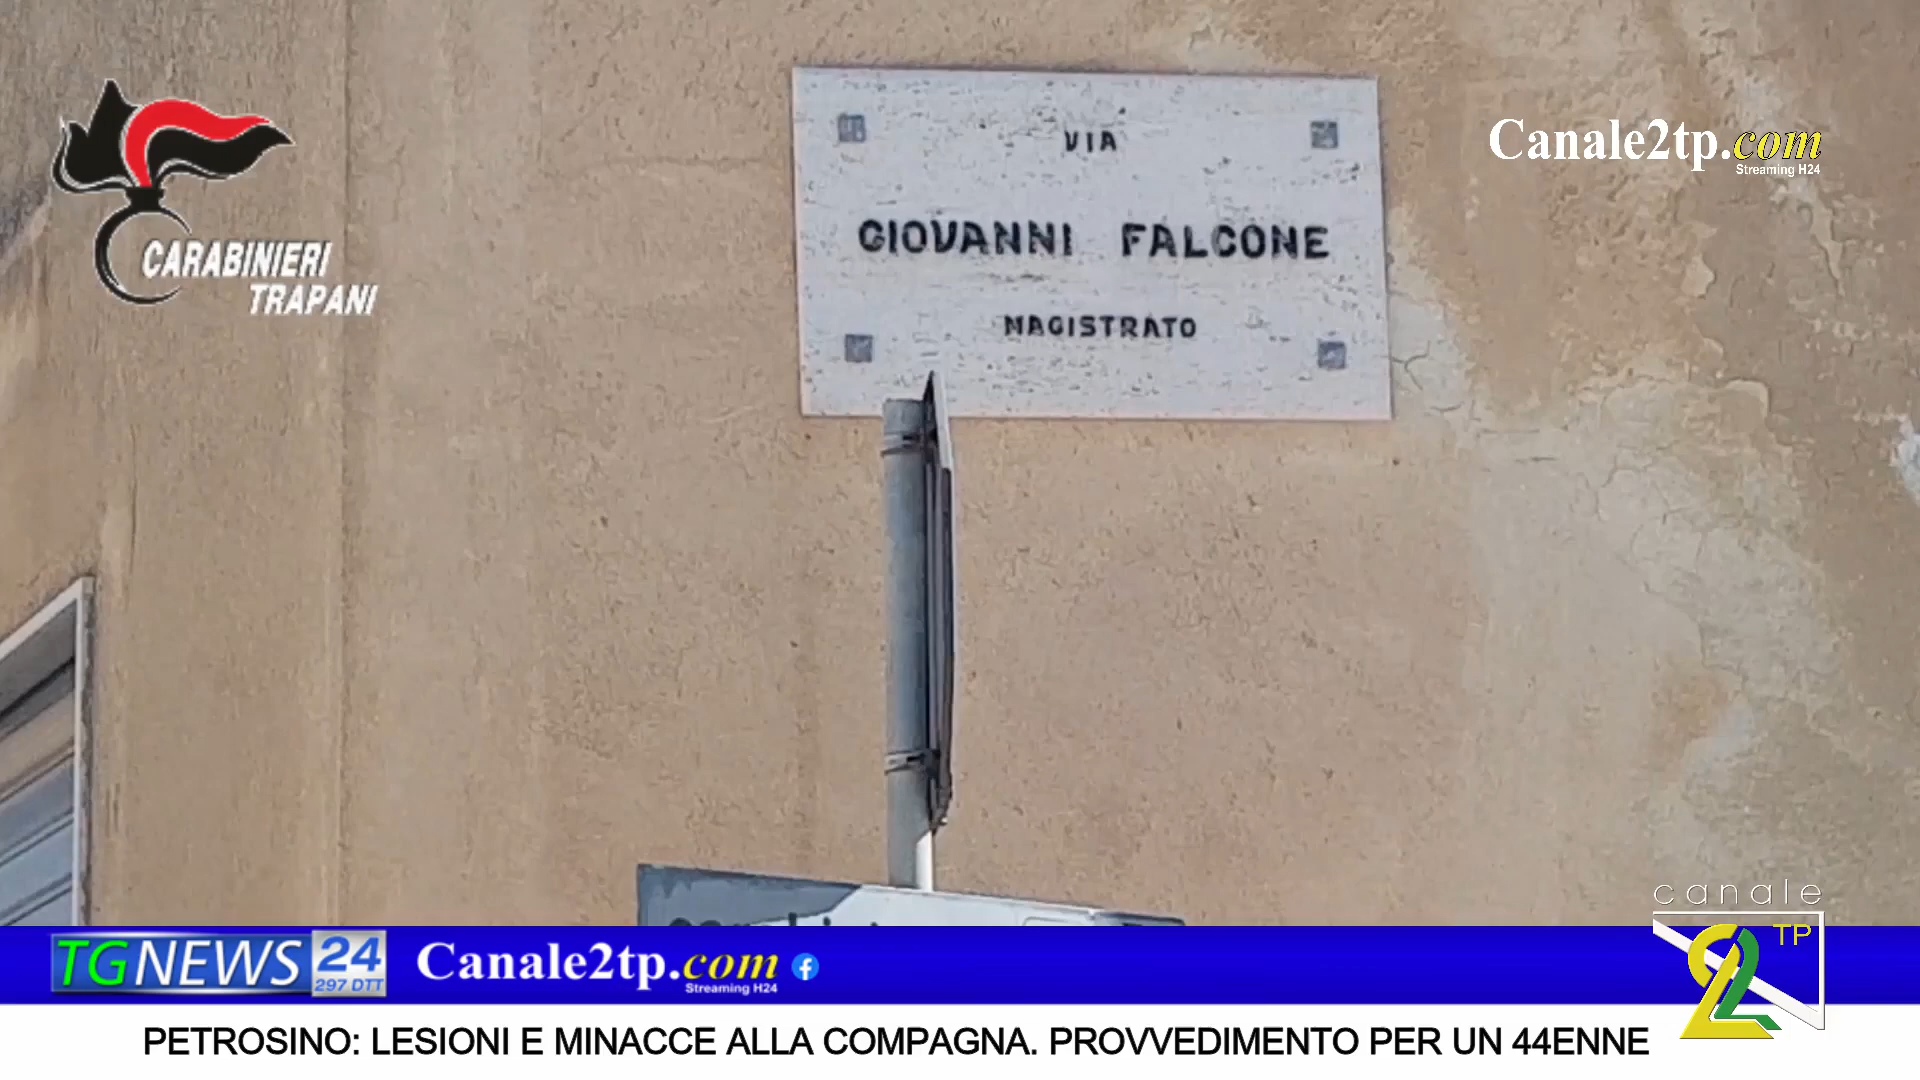 CARABINIERI
TRAPANI
VIA
GIOVANNI FALCONE
MAGISTRATO
Canale2tp.com
Streaming H24
canale
2 TP
TGNEWS 24
297 DTT
Canale2tp.com
Streaming H24
PETROSINO: LESIONI E MINACCE ALLA COMPAGNA. PROVVEDIMENTO PER UN 44ENNE